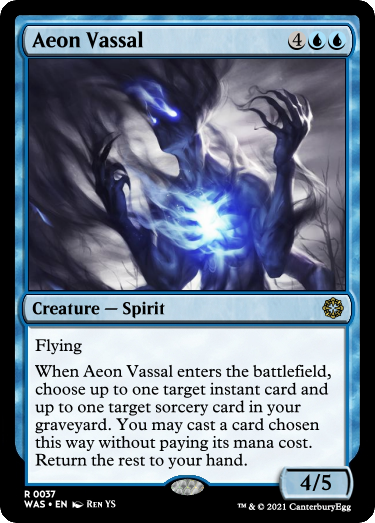 Aeon Vassal 4
Creature — Spirit
Flying
When Aeon Vassal enters the battlefield,
choose up to one target instant card and
up to one target sorcery card in your
graveyard. You may cast a card chosen
this way without paying its mana cost.
Return the rest to your hand.
4/5
R 0037
WAS • EN Ren YS
™ & © 2021 CanterburyEgg